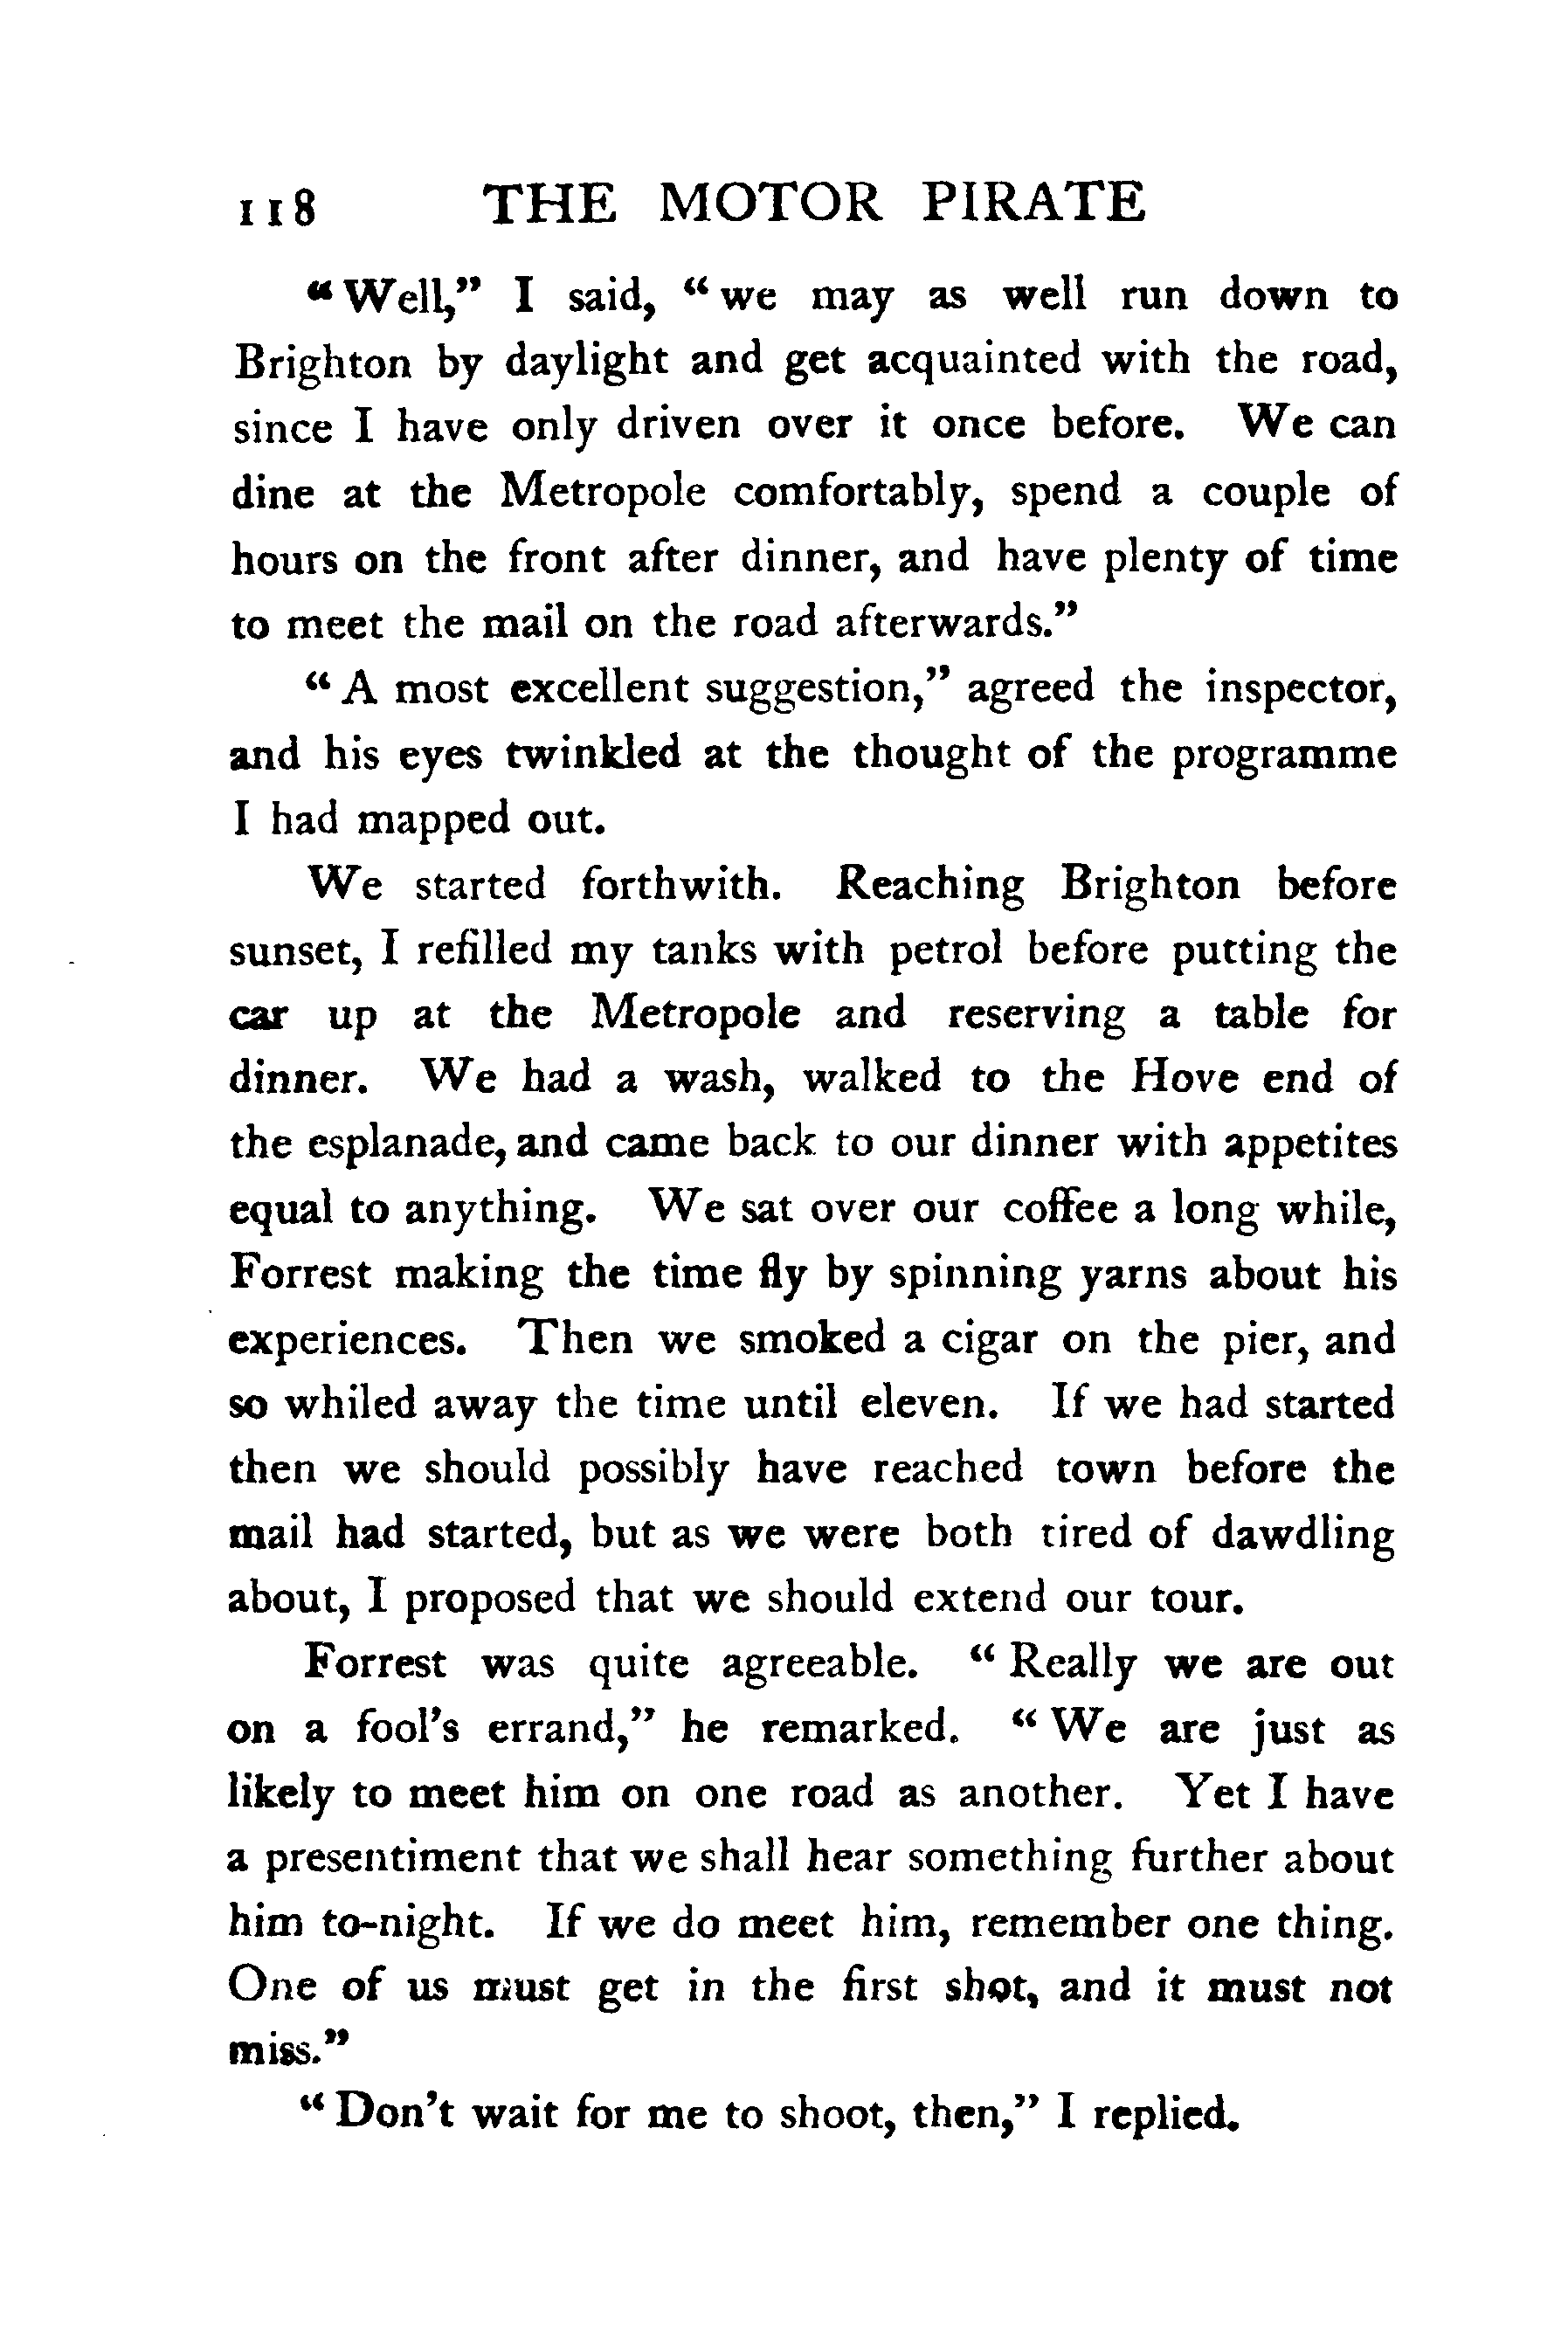 118 THE MOTOR PIRATE
“Well,” I said, “we may as well run down to
Brighton by daylight and get acquainted with the road,
since I have only driven over it once before. We can
dine at the Metropole comfortably, spend a couple of
hours on the front after dinner, and have plenty of time
to meet the mail on the road afterwards.”
“A most excellent suggestion,” agreed the inspector,
and his eyes twinkled at the thought of the programme
I had mapped out.
We started forthwith. Reaching Brighton before
sunset, I refilled my tanks with petrol before putting the
car up at the Metropole and reserving a table for
dinner. We had a wash, walked to the Hove end of
the esplanade, and came back to our dinner with appetites
equal to anything. We sat over our coffee a long while,
Forrest making the time fly by spinning yarns about his
experiences. Then we smoked a cigar on the pier, and
so whiled away the time until eleven. If we had started
then we should possibly have reached town before the
mail had started, but as we were both tired of dawdling
about, I proposed that we should extend our tour.
Forrest was quite agreeable. “Really we are out
on a fool’s errand,” he remarked. “We are just as
likely to meet him on one road as another. Yet I have
a presentiment that we shall hear something further about
him to-night. If we do meet him, remember one thing.
One of us must get in the first shot, and it must not
miss.”
“Don’t wait for me to shoot, then,” I replied.